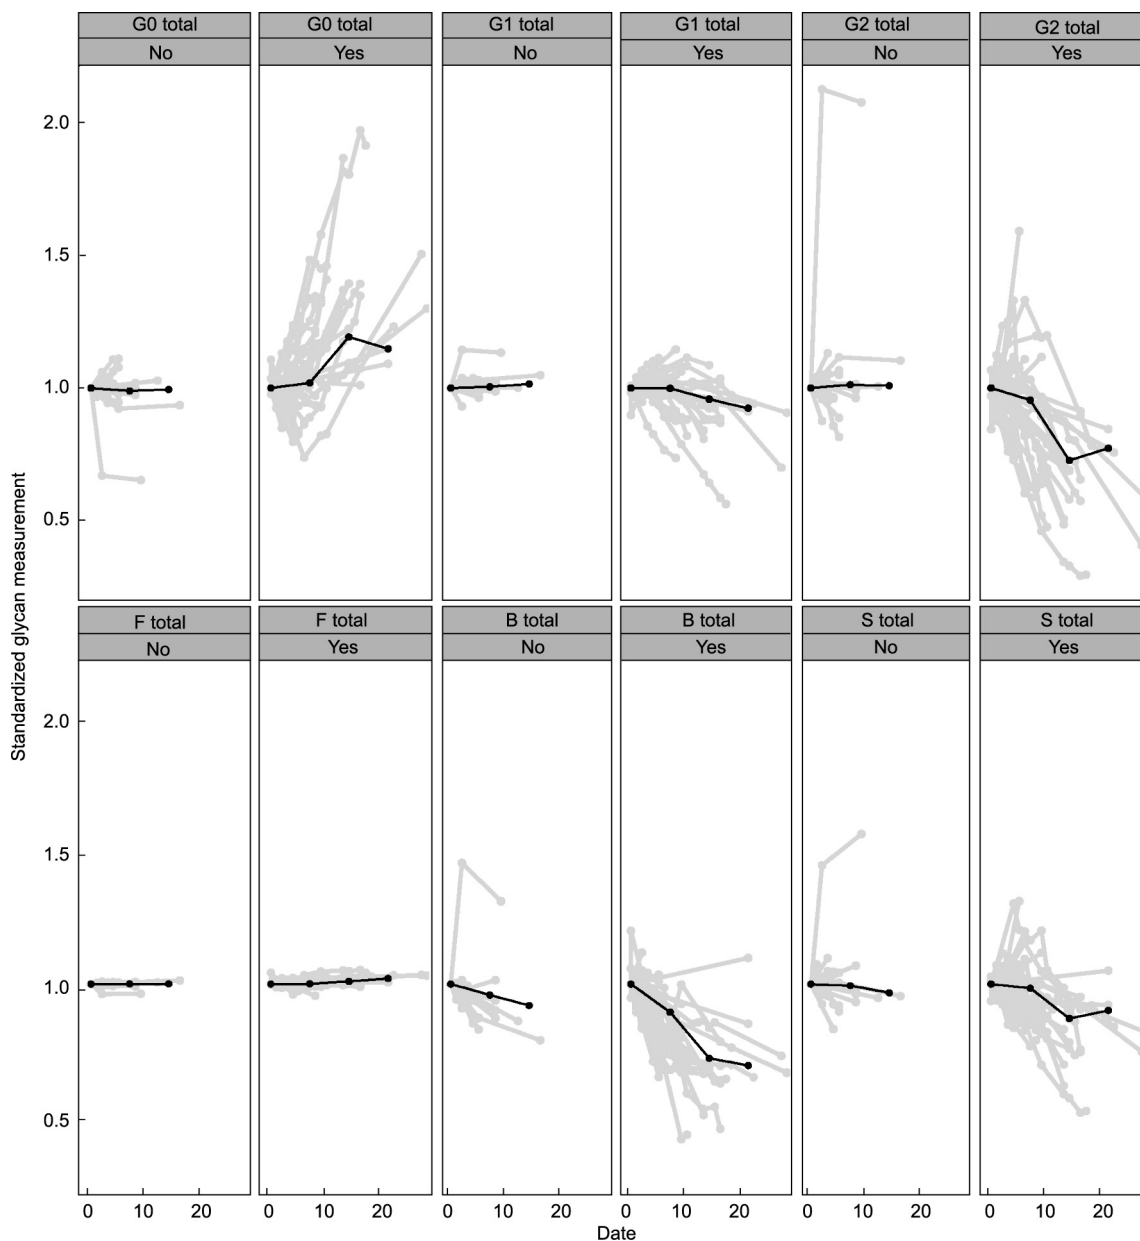 G0 total G0 total G1 total G1 total G2 total G2 total
No Yes No Yes No Yes
2.0
1.5
1.0
0.5
Standardized glycan measurement
F total F total B total B total S total S total
No Yes No Yes No Yes
2.0
1.5
1.0
0.5
0 10 20 0 10 20 0 10 20 0 10 20 0 10 20 0 10 20
Date